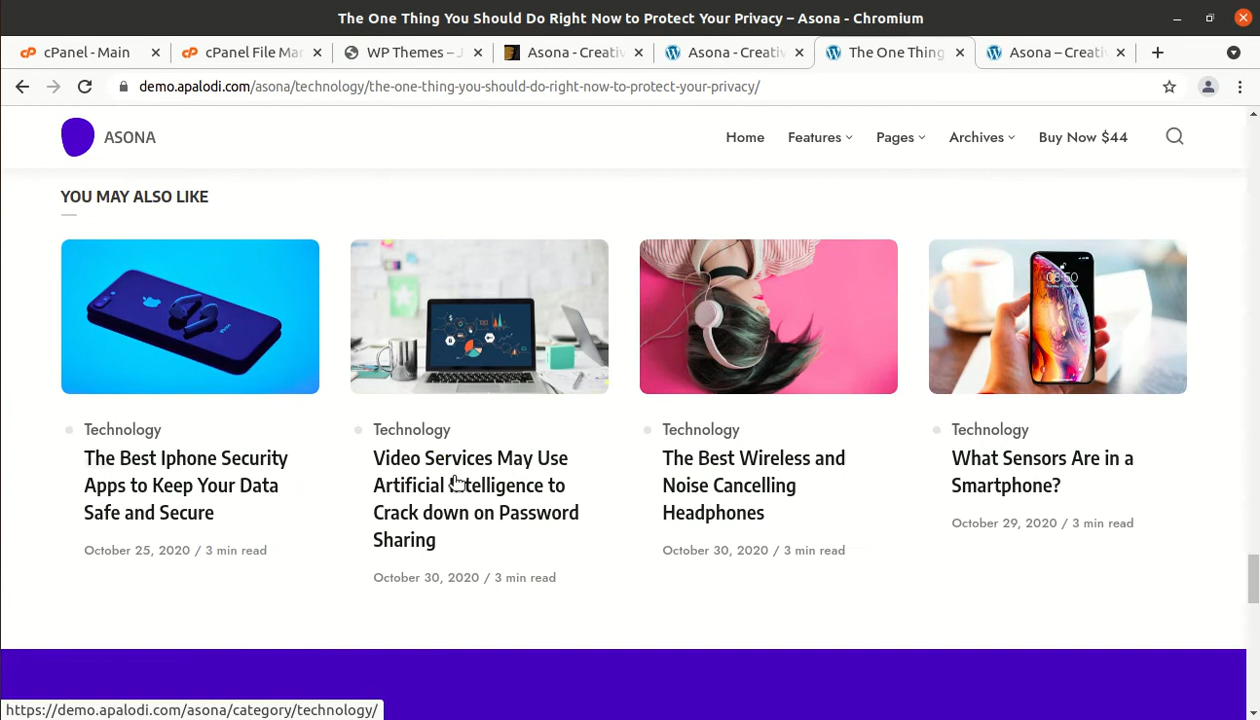 The One Thing You Should Do Right Now to Protect Your Privacy – Asona - Chromium
cPanel - Main
cPanel File Mar
WP Themes – J
Asona - Creativ
Asona - Creativ
The One Thing
Asona – Creativ
demo.apalodi.com/asona/technology/the-one-thing-you-should-do-right-now-to-protect-your-privacy/
ASONA
Home
Features
Pages
Archives
Buy Now $44
YOU MAY ALSO LIKE
Technology
The Best Iphone Security
Apps to Keep Your Data
Safe and Secure
October 25, 2020 / 3 min read
Technology
Video Services May Use
Artificial Intelligence to
Crack down on Password
Sharing
October 30, 2020 / 3 min read
Technology
The Best Wireless and
Noise Cancelling
Headphones
October 30, 2020 / 3 min read
Technology
What Sensors Are in a
Smartphone?
October 29, 2020 / 3 min read
https://demo.apalodi.com/asona/category/technology/